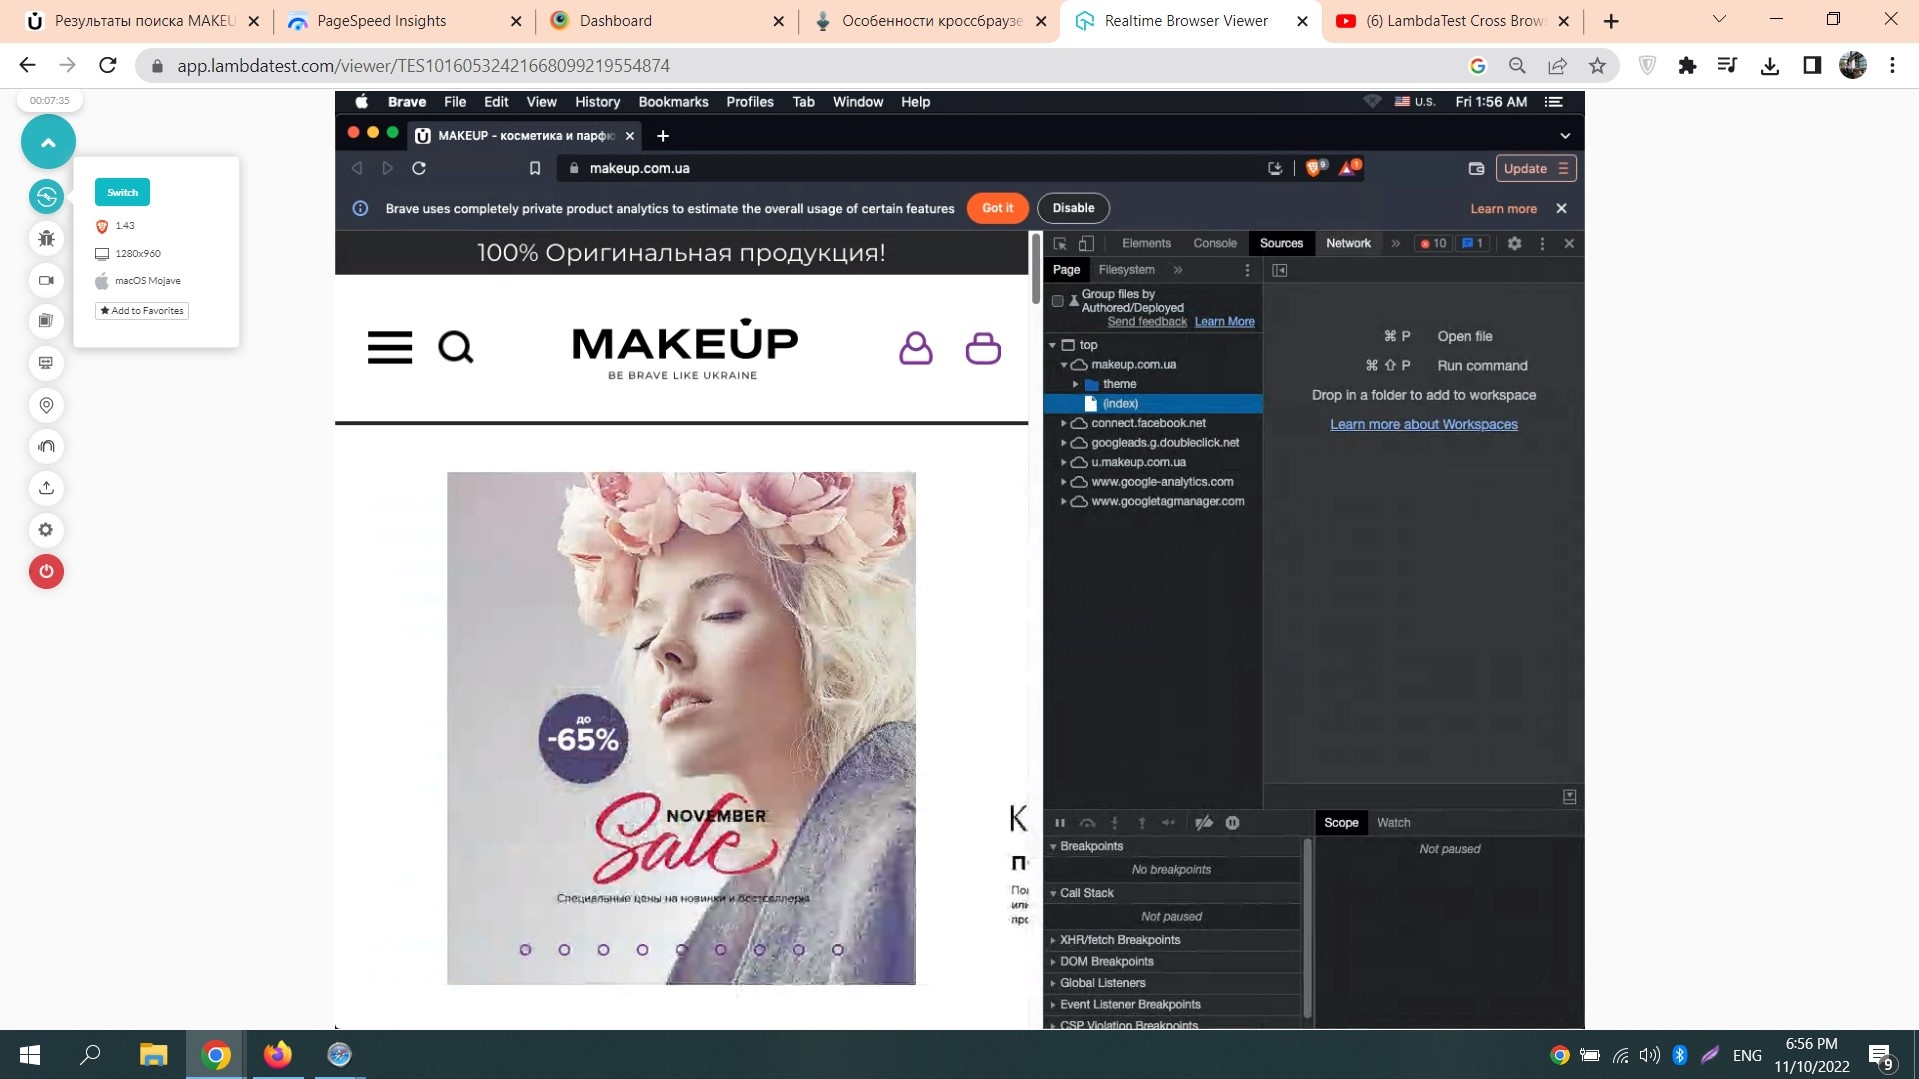 Результаты поиска MAKEU
PageSpeed Insights
Dashboard
Особенности кроссбраузе
Realtime Browser Viewer
(6) LambdaTest Cross Brow
app.lambdatest.com/viewer/TES10160532421668099219554874
00:07:35
Switch
1.43
1280x960
macOS Mojave
Add to Favorites
Brave File Edit View History Bookmarks Profiles Tab Window Help
U.S. Fri 1:56 AM
MAKEUP - косметика и парфю
makeup.com.ua
9
1
Update
Brave uses completely private product analytics to estimate the overall usage of certain features
Got it
Disable
Learn more
100% Оригинальная продукция!
MAKEUP
BE BRAVE LIKE UKRAINE
до
-65%
NOVEMBER
Sale
Специальные цены на новинки и бестселлеры
К
П
По
или
про
Elements Console Sources Network » 10 1
Page Filesystem »
Group files by
Authored/Deployed
Send feedback Learn More
top
makeup.com.ua
theme
(index)
connect.facebook.net
googleads.g.doubleclick.net
u.makeup.com.ua
www.google-analytics.com
www.googletagmanager.com
⌘ P Open file
⌘ ⇧ P Run command
Drop in a folder to add to workspace
Learn more about Workspaces
Breakpoints
No breakpoints
Call Stack
Not paused
XHR/fetch Breakpoints
DOM Breakpoints
Global Listeners
Event Listener Breakpoints
CSP Violation Breakpoints
Scope Watch
Not paused
ENG
6:56 PM
11/10/2022
9